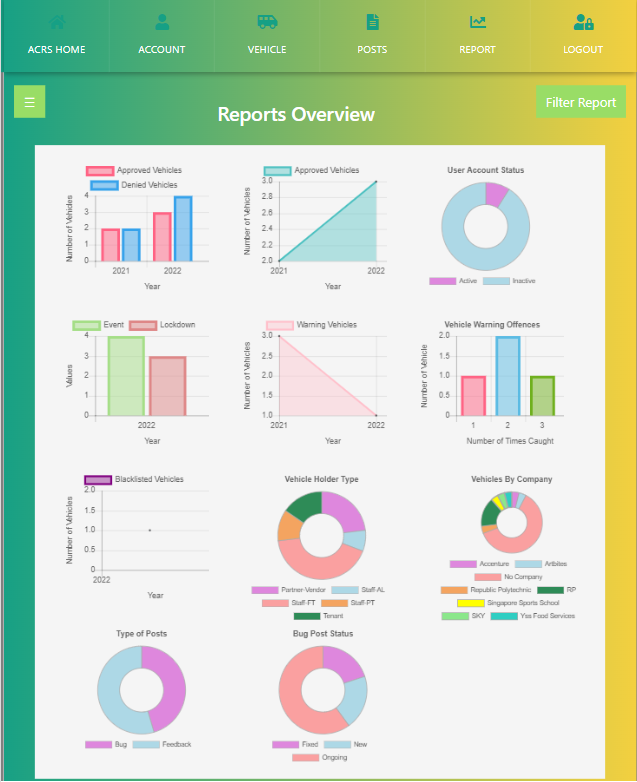 ACRS HOME ACCOUNT VEHICLE POSTS REPORT LOGOUT
☰ Reports Overview Filter Report
Approved Vehicles
Denied Vehicles
Number of Vehicles
4
3
2
1
0
2021 2022
Year
Approved Vehicles
Number of Vehicles
3.0
2.8
2.6
2.4
2.2
2.0
2021 2022
Year
User Account Status
Active Inactive
Event Lockdown
Values
4
3
2
1
0
2022
Year
Warning Vehicles
Number of Vehicles
3.0
2.5
2.0
1.5
1.0
2021 2022
Year
Vehicle Warning Offences
Number of Vehicle
2.0
1.5
1.0
0.5
0
1 2 3
Number of Times Caught
Blacklisted Vehicles
Number of Vehicles
2.0
1.5
1.0
0.5
0
2022
Year
Vehicle Holder Type
Partner-Vendor Staff-AL
Staff-FT Staff-PT
Tenant
Vehicles By Company
Accenture Artbites
No Company
Republic Polytechnic RP
Singapore Sports School
SKY Yss Food Services
Type of Posts
Bug Feedback
Bug Post Status
Fixed New
Ongoing